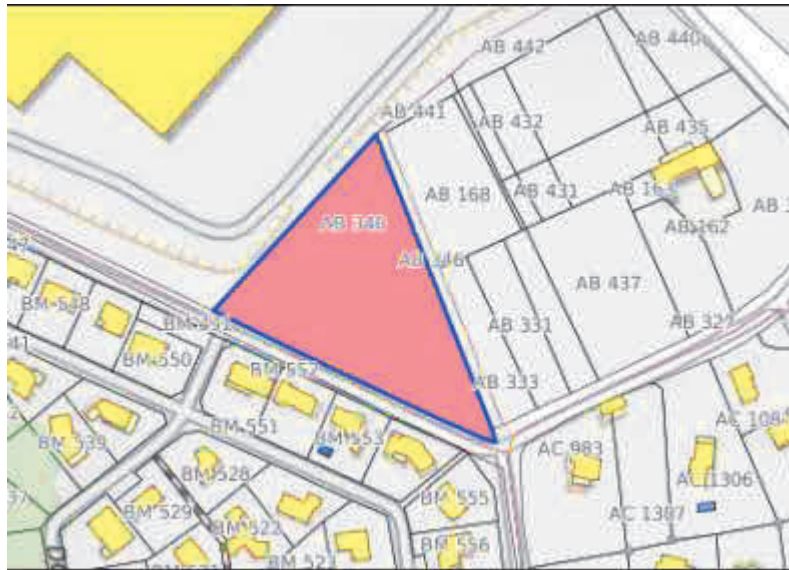 AB 442
AB 440
AB 441
AB 432
AB 435
AB 168
AB 431
AB 162
AB 348
AB 346
AB 437
BM 548
AB 331
AB 327
BM 550
BM 552
AB 333
BM 551
BM 553
AC 983
BM 539
BM 528
AC 1306
BM 555
BM 529
BM 522
AC 1307
BM 556